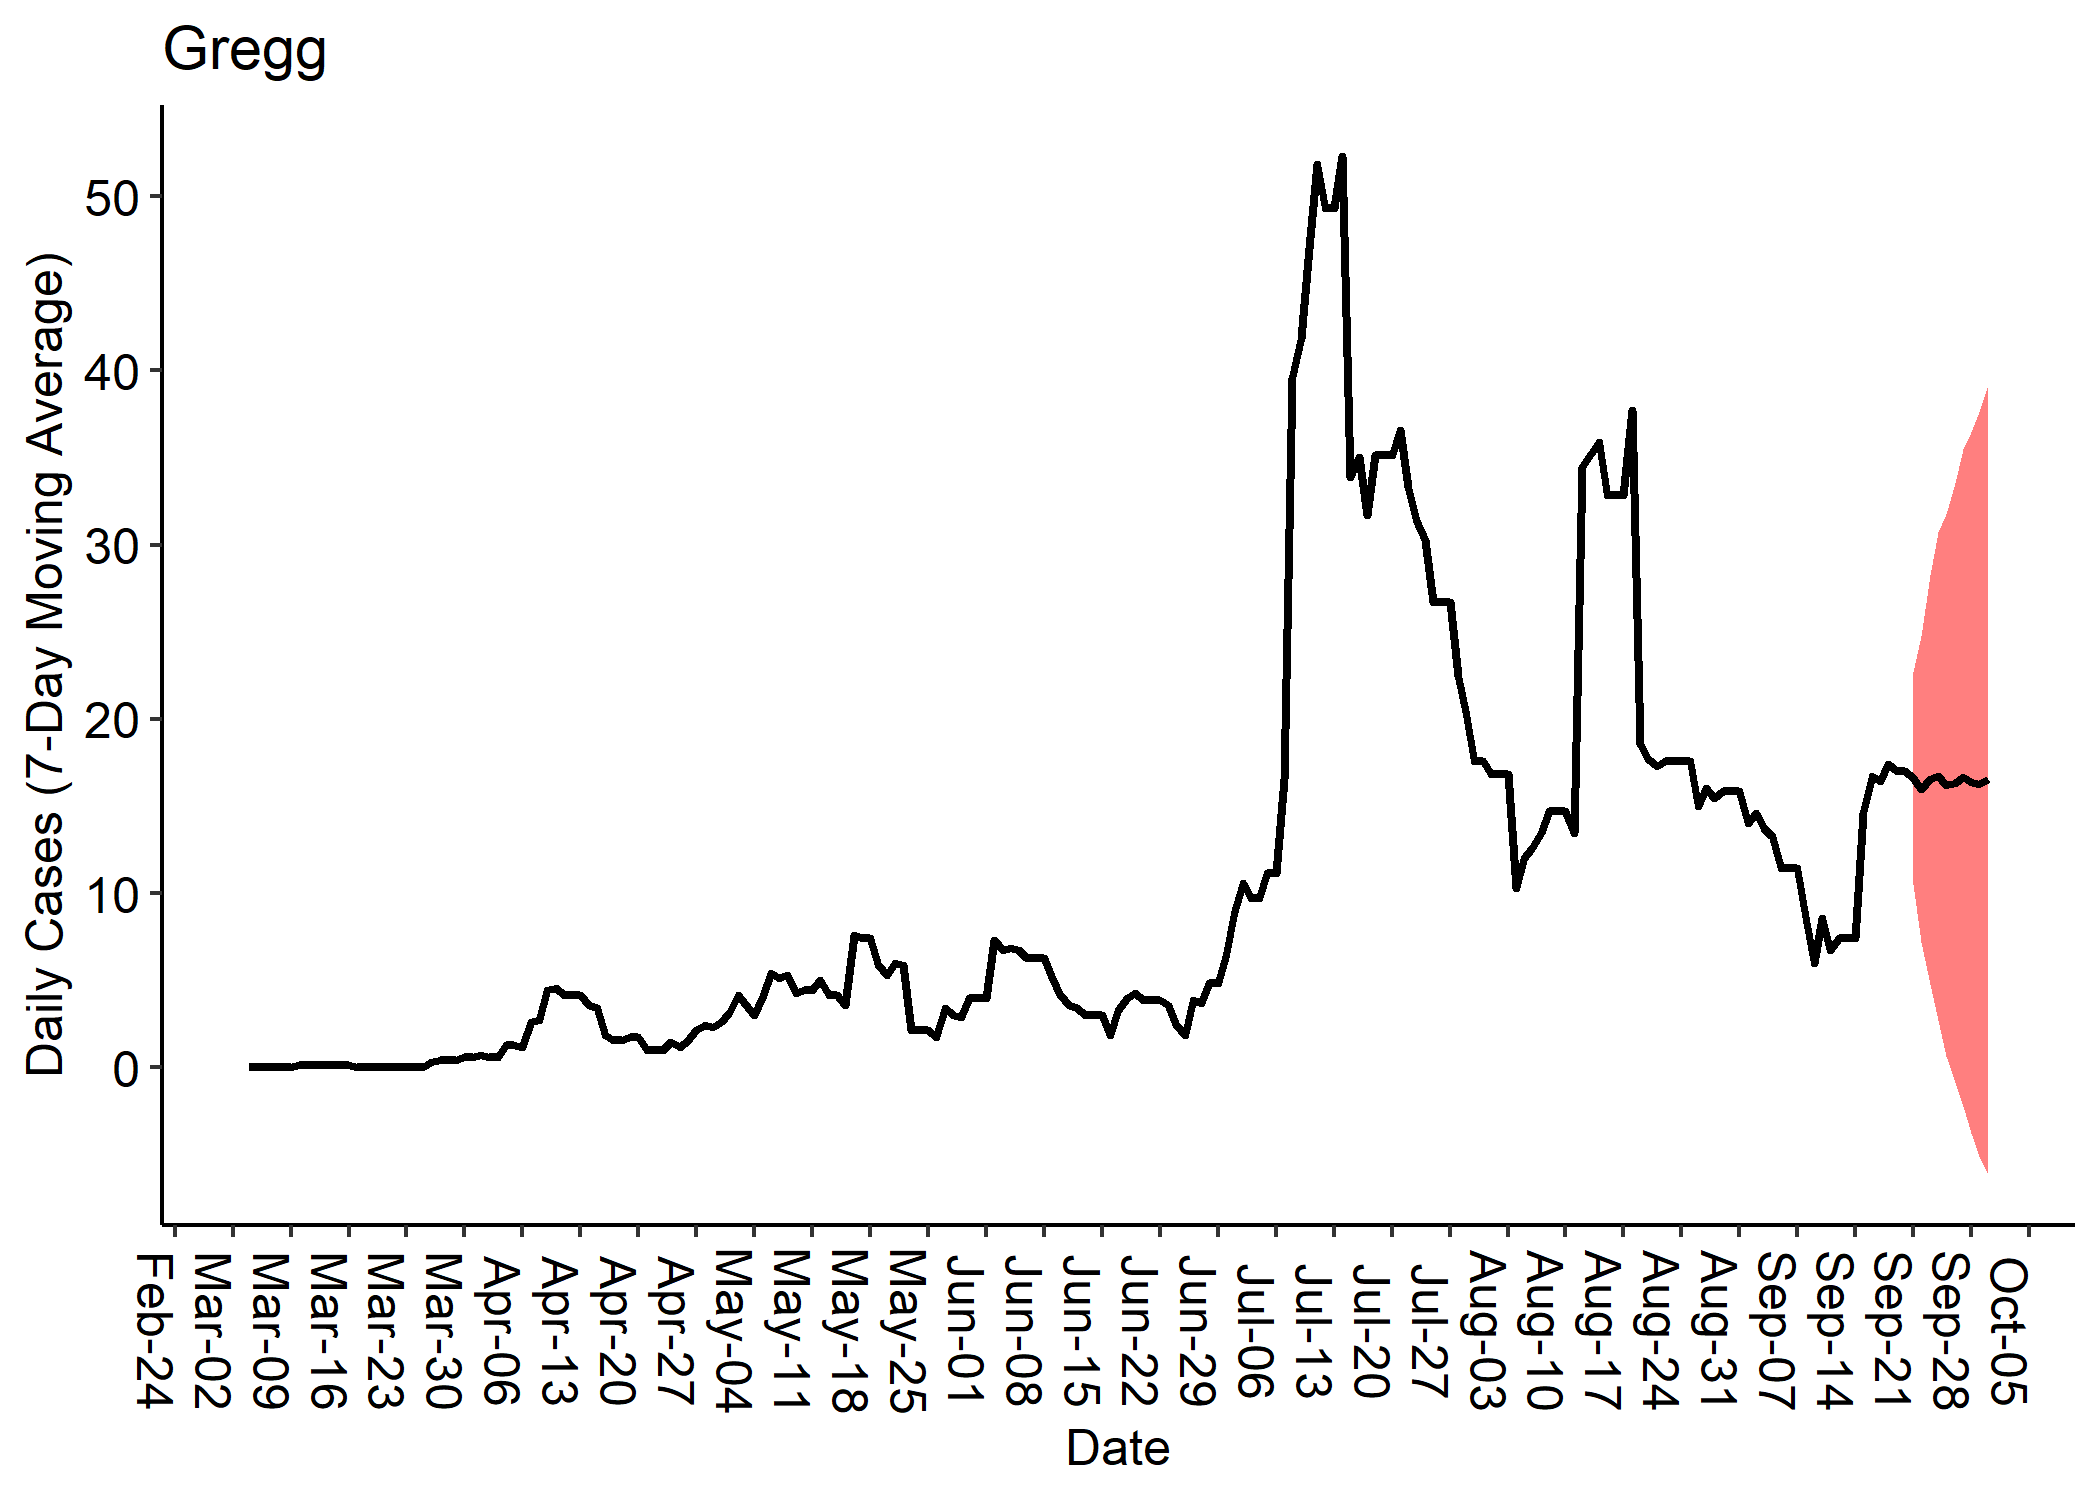 Gregg
Daily Cases (7-Day Moving Average)
50
40
30
20
10
0
Feb-24
Mar-02
Mar-09
Mar-16
Mar-23
Mar-30
Apr-06
Apr-13
Apr-20
Apr-27
May-04
May-11
May-18
May-25
Jun-01
Jun-08
Jun-15
Jun-22
Jun-29
Jul-06
Jul-13
Jul-20
Jul-27
Aug-03
Aug-10
Aug-17
Aug-24
Aug-31
Sep-07
Sep-14
Sep-21
Sep-28
Oct-05
Date